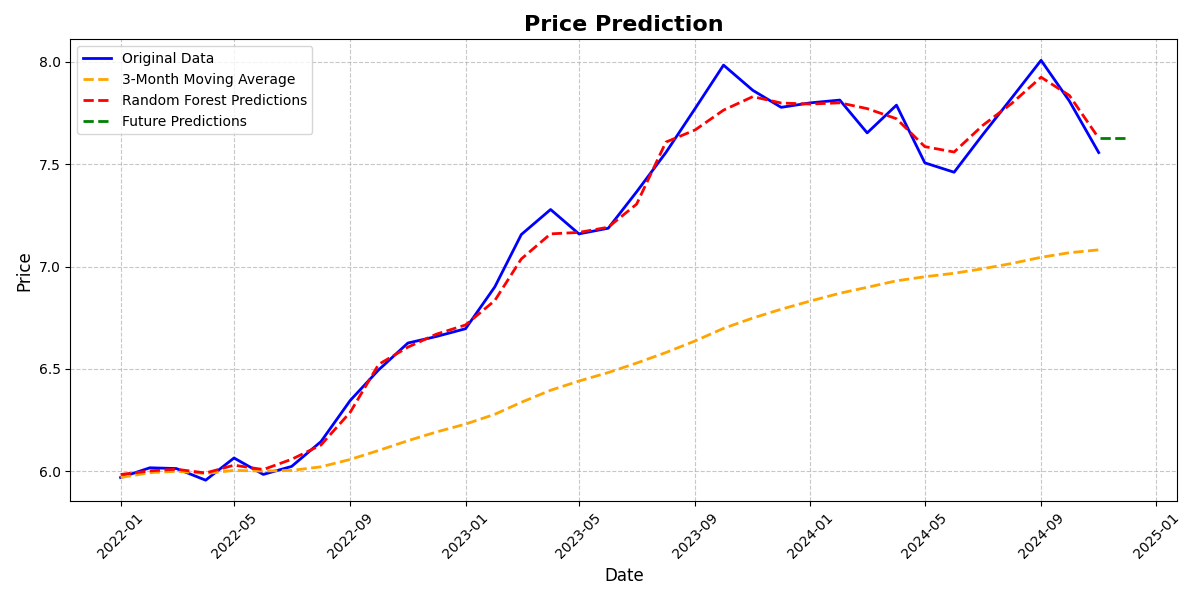 Price Prediction
Original Data
3-Month Moving Average
Random Forest Predictions
Future Predictions
Price
8.0
7.5
7.0
6.5
6.0
2022-01
2022-05
2022-09
2023-01
2023-05
2023-09
2024-01
2024-05
2024-09
2025-01
Date